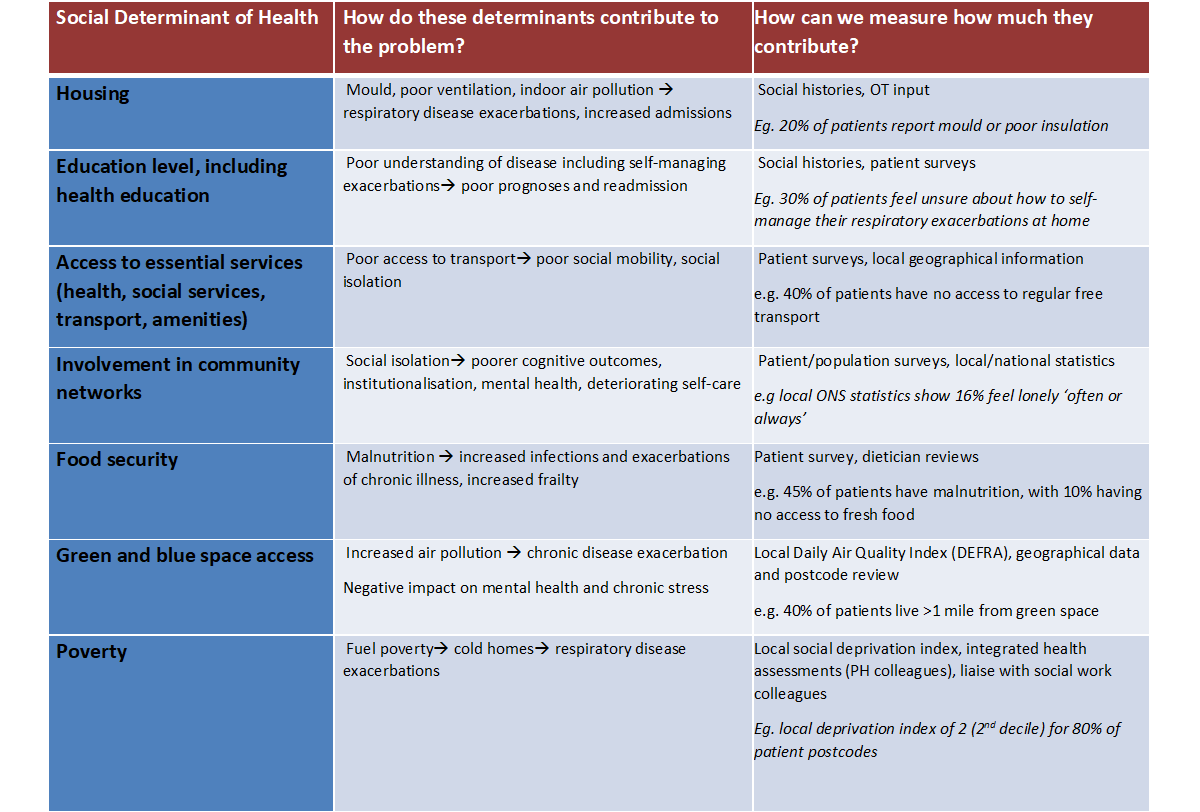 Social Determinant of Health
How do these determinants contribute to
the problem?
How can we measure how much they
contribute?
Housing
Mould, poor ventilation, indoor air pollution →
respiratory disease exacerbations, increased admissions
Social histories, OT input
Eg. 20% of patients report mould or poor insulation
Education level, including
health education
Poor understanding of disease including self-managing
exacerbations→ poor prognoses and readmission
Social histories, patient surveys
Eg. 30% of patients feel unsure about how to self-
manage their respiratory exacerbations at home
Access to essential services
(health, social services,
transport, amenities)
Poor access to transport→ poor social mobility, social
isolation
Patient surveys, local geographical information
e.g. 40% of patients have no access to regular free
transport
Involvement in community
networks
Social isolation→ poorer cognitive outcomes,
institutionalisation, mental health, deteriorating self-care
Patient/population surveys, local/national statistics
e.g local ONS statistics show 16% feel lonely ‘often or
always’
Food security
Malnutrition → increased infections and exacerbations
of chronic illness, increased frailty
Patient survey, dietician reviews
e.g. 45% of patients have malnutrition, with 10% having
no access to fresh food
Green and blue space access
Increased air pollution → chronic disease exacerbation
Negative impact on mental health and chronic stress
Local Daily Air Quality Index (DEFRA), geographical data
and postcode review
e.g. 40% of patients live >1 mile from green space
Poverty
Fuel poverty→ cold homes→ respiratory disease
exacerbations
Local social deprivation index, integrated health
assessments (PH colleagues), liaise with social work
colleagues
Eg. local deprivation index of 2 (2nd decile) for 80% of
patient postcodes